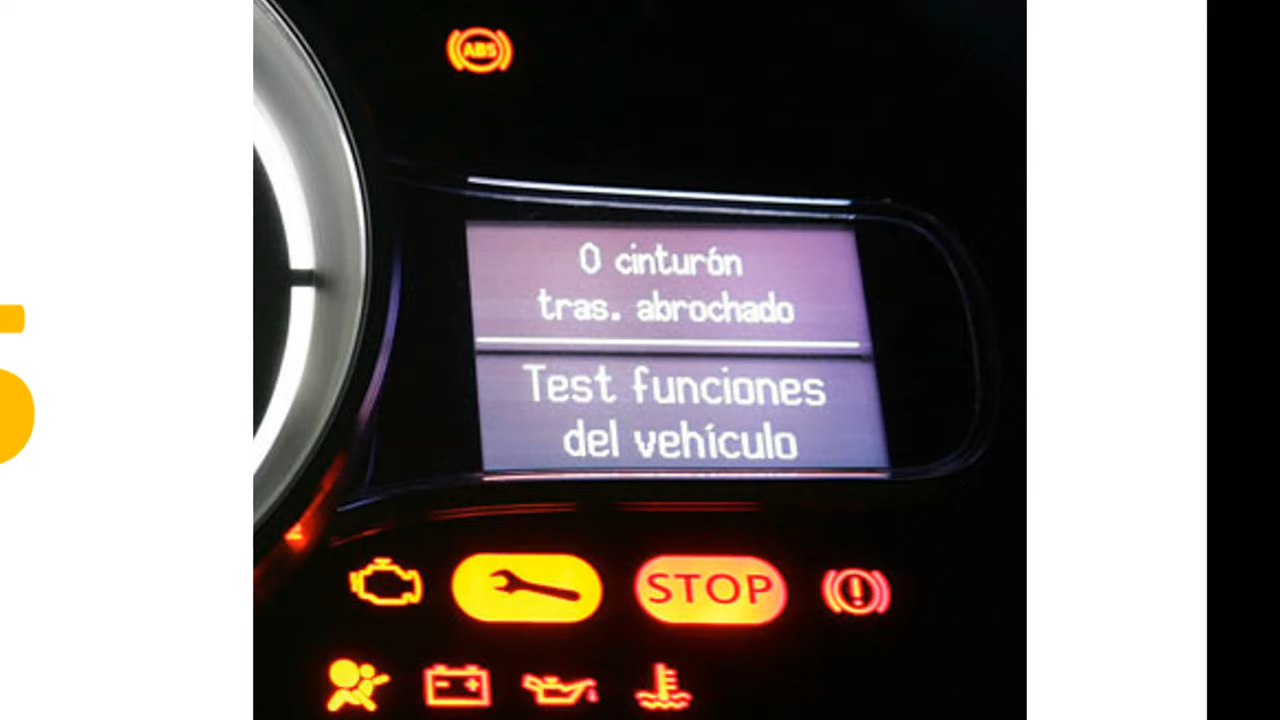 ABS
0 cinturón
tras. abrochado
Test funciones
del vehículo
STOP